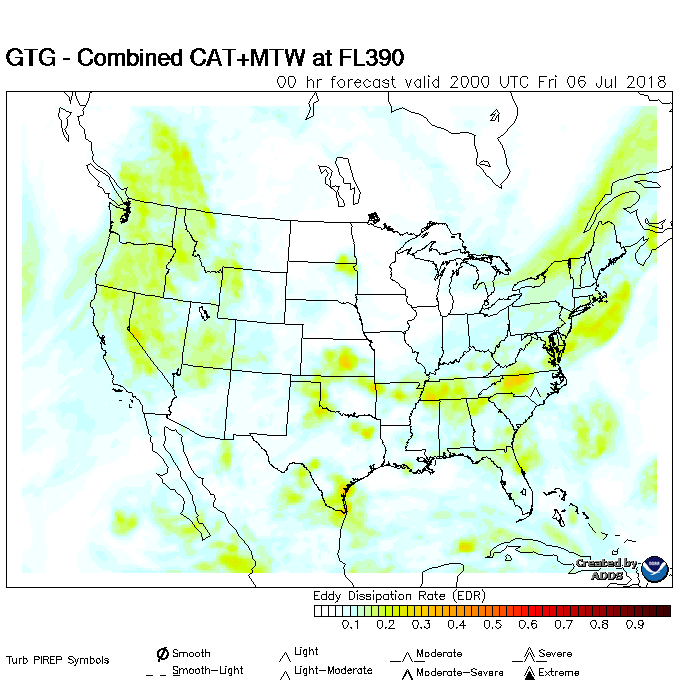 GTG - Combined CAT+MTW at FL390
00 hr forecast valid 2000 UTC Fri 06 Jul 2018
Created by
ADDS
Eddy Dissipation Rate (EDR)
0.1 0.2 0.3 0.4 0.5 0.6 0.7 0.8 0.9
Turb PIREP Symbols
Smooth Light Moderate Severe
Smooth-Light Light-Moderate Moderate-Severe Extreme